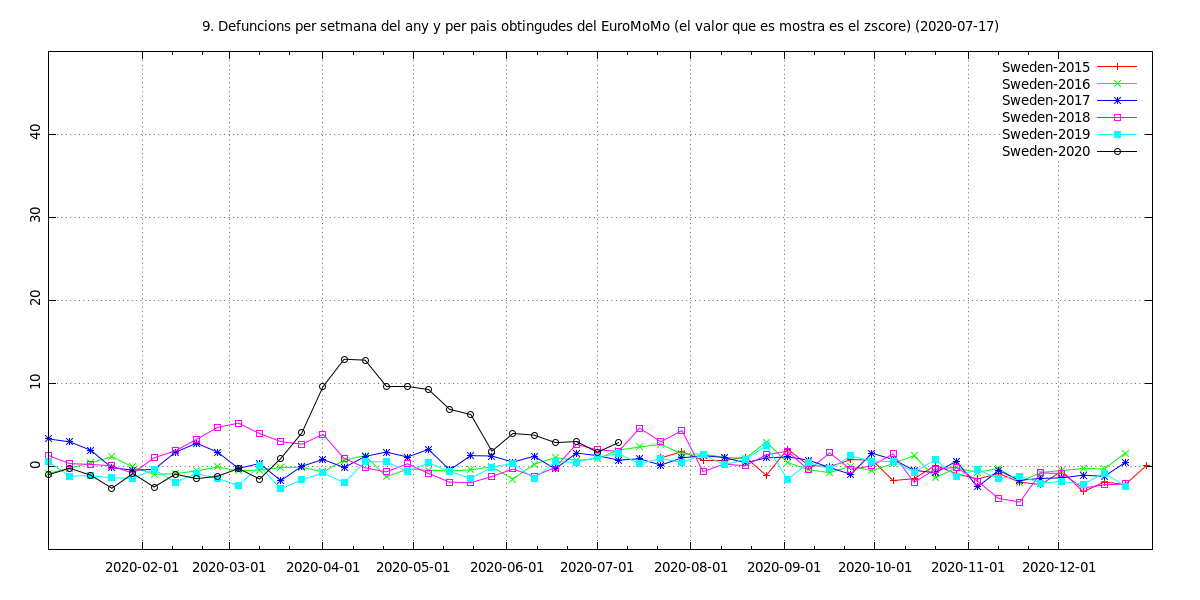 9. Defuncions per setmana del any y per pais obtingudes del EuroMoMo (el valor que es mostra es el zscore) (2020-07-17)
Sweden-2015
Sweden-2016
Sweden-2017
Sweden-2018
Sweden-2019
Sweden-2020
40
30
20
10
0
2020-02-01 2020-03-01 2020-04-01 2020-05-01 2020-06-01 2020-07-01 2020-08-01 2020-09-01 2020-10-01 2020-11-01 2020-12-01